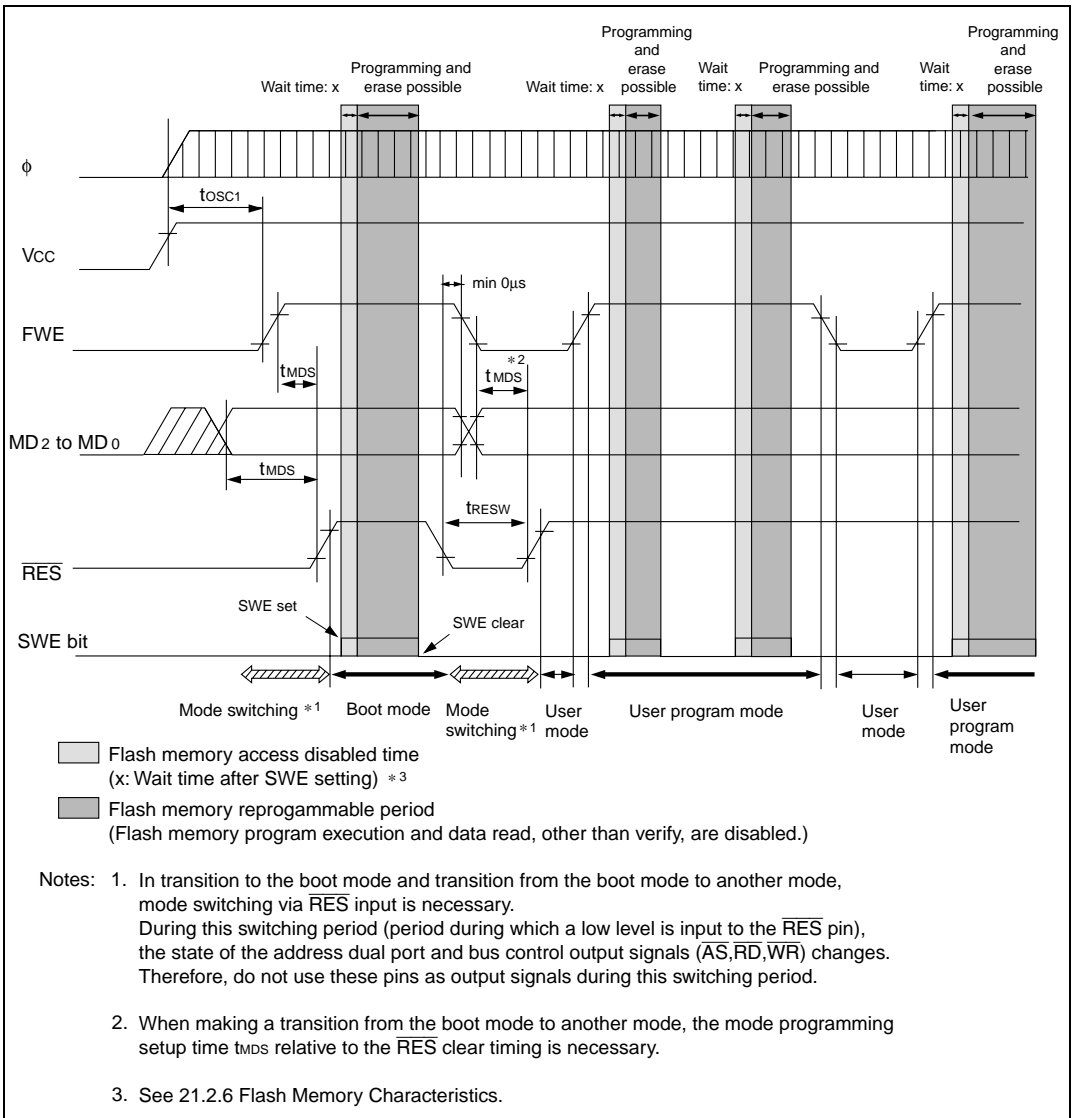 Programming
and
erase
possible
Programming
and
erase
possible
Wait time: x
Programming and
erase possible
Wait time: x
Wait
time: x
Programming and
erase possible
Wait
time: x
ϕ
tOSC1
VCC
min 0μs
FWE
tMDS
*2
tMDS
MD2 to MD0
tMDS
tRESW
RES
SWE set
SWE clear
SWE bit
Mode switching *1
Boot mode
Mode
switching *1
User
mode
User program mode
User
mode
User
program
mode
Flash memory access disabled time
(x: Wait time after SWE setting) *3
Flash memory reprogammable period
(Flash memory program execution and data read, other than verify, are disabled.)
Notes: 1. In transition to the boot mode and transition from the boot mode to another mode,
mode switching via RES input is necessary.
During this switching period (period during which a low level is input to the RES pin),
the state of the address dual port and bus control output signals (AS,RD,WR) changes.
Therefore, do not use these pins as output signals during this switching period.
2. When making a transition from the boot mode to another mode, the mode programming
setup time tMDS relative to the RES clear timing is necessary.
3. See 21.2.6 Flash Memory Characteristics.